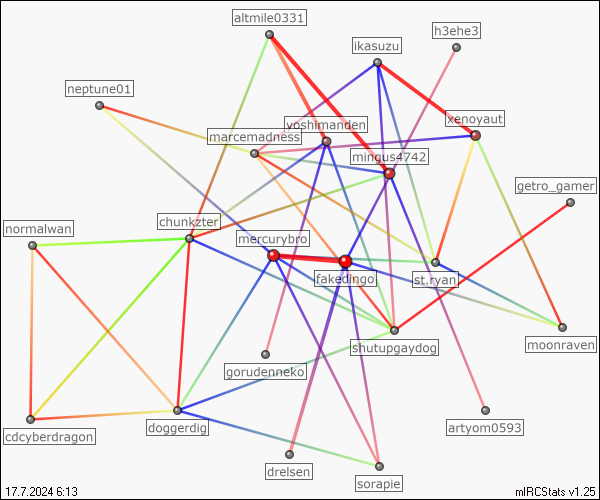 altmile0331
h3ehe3
ikasuzu
neptune01
xenoyaut
yoshimanden
marcemadness
mingus4742
getro_gamer
normalwan
chunkzter
mercurybro
fakedingo
st.ryan
moonraven
shutupgaydog
gorudeneko
artyom0593
doggerdig
cdcyberdragon
drelsen
sorapie
17.7.2024 6:13
mIRCStats v1.25